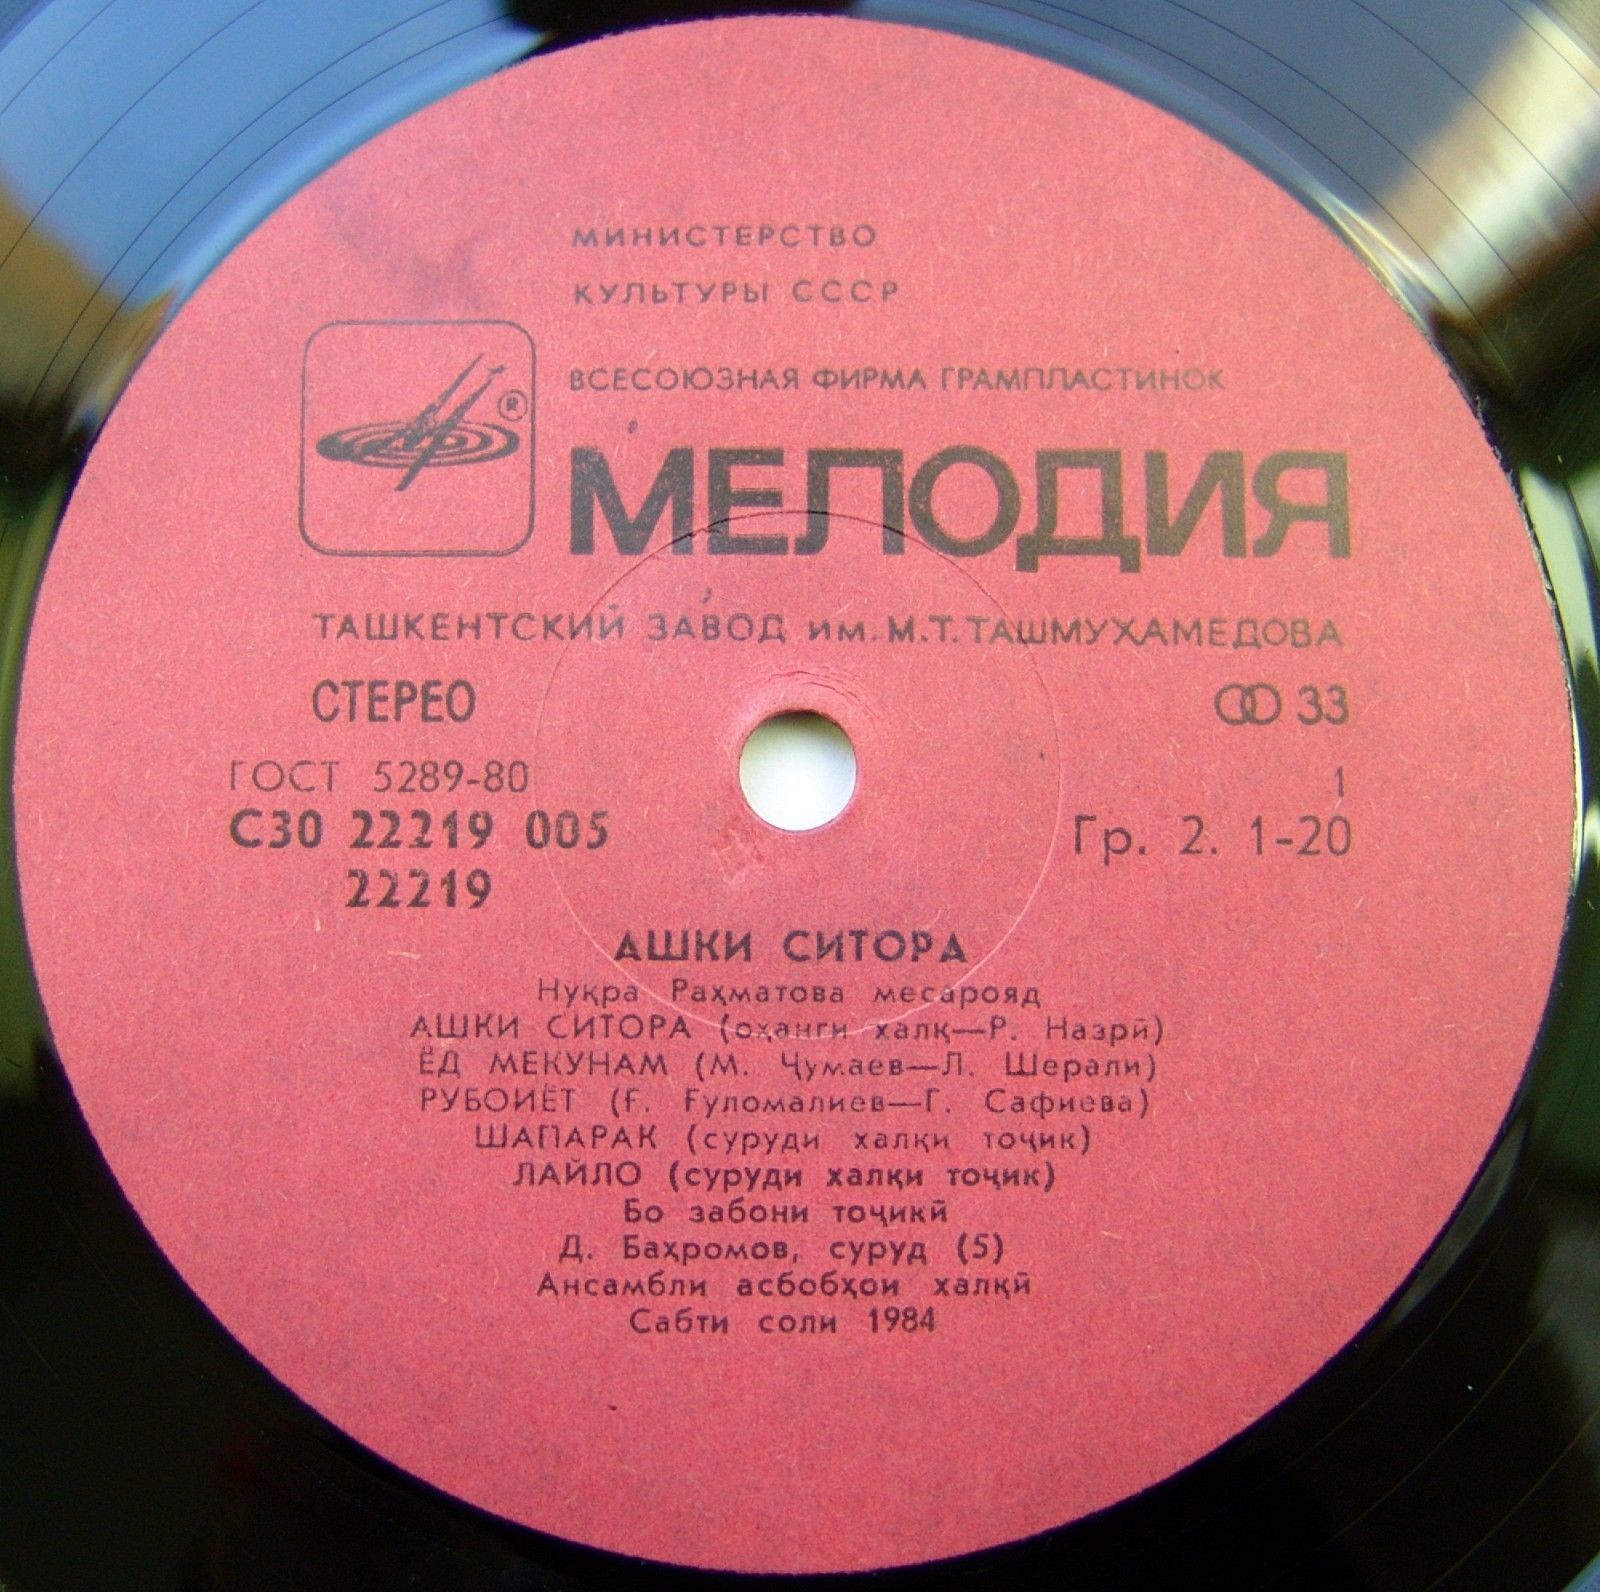 МИНИСТЕРСТВО
КУЛЬТУРЫ СССР
ВСЕСОЮЗНАЯ ФИРМА ГРАМПЛАСТИНОК
®
МЕЛОДИЯ
ТАШКЕНТСКИЙ ЗАВОД им. М.Т. ТАШМУХАМЕДОВА
СТЕРЕО 33
ГОСТ 5289-80 1
С30 22219 005 Гр. 2. 1-20
22219
АШКИ СИТОРА
Нуқра Раҳматова месарояд
АШКИ СИТОРА (оҳанги халқ—Р. Назрӣ)
ЁД МЕКУНАМ (М. Ҷумаев—Л. Шерали)
РУБОИЁТ (Ғ. Ғуломалиев—Г. Сафиева)
ШАПАРАК (суруди халқи тоҷик)
ЛАЙЛО (суруди халқи тоҷик)
Бо забони тоҷикӣ
Д. Баҳромов, суруд (5)
Ансамбли асбобҳои халқӣ
Сабти соли 1984